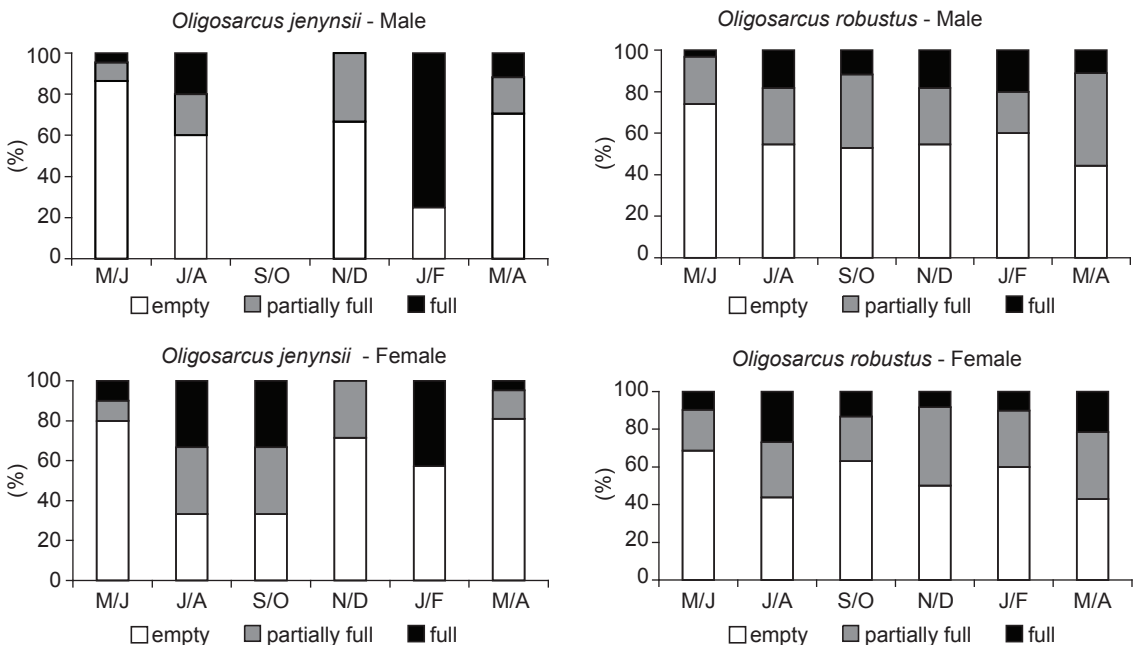 Oligosarcus jenynsii - Male
100
80
60
40
20
0
(%)
M/J J/A S/O N/D J/F M/A
empty partially full full
Oligosarcus robustus - Male
100
80
60
40
20
0
(%)
M/J J/A S/O N/D J/F M/A
empty partially full full
Oligosarcus jenynsii - Female
100
80
60
40
20
0
(%)
M/J J/A S/O N/D J/F M/A
empty partially full full
Oligosarcus robustus - Female
100
80
60
40
20
0
(%)
M/J J/A S/O N/D J/F M/A
empty partially full full